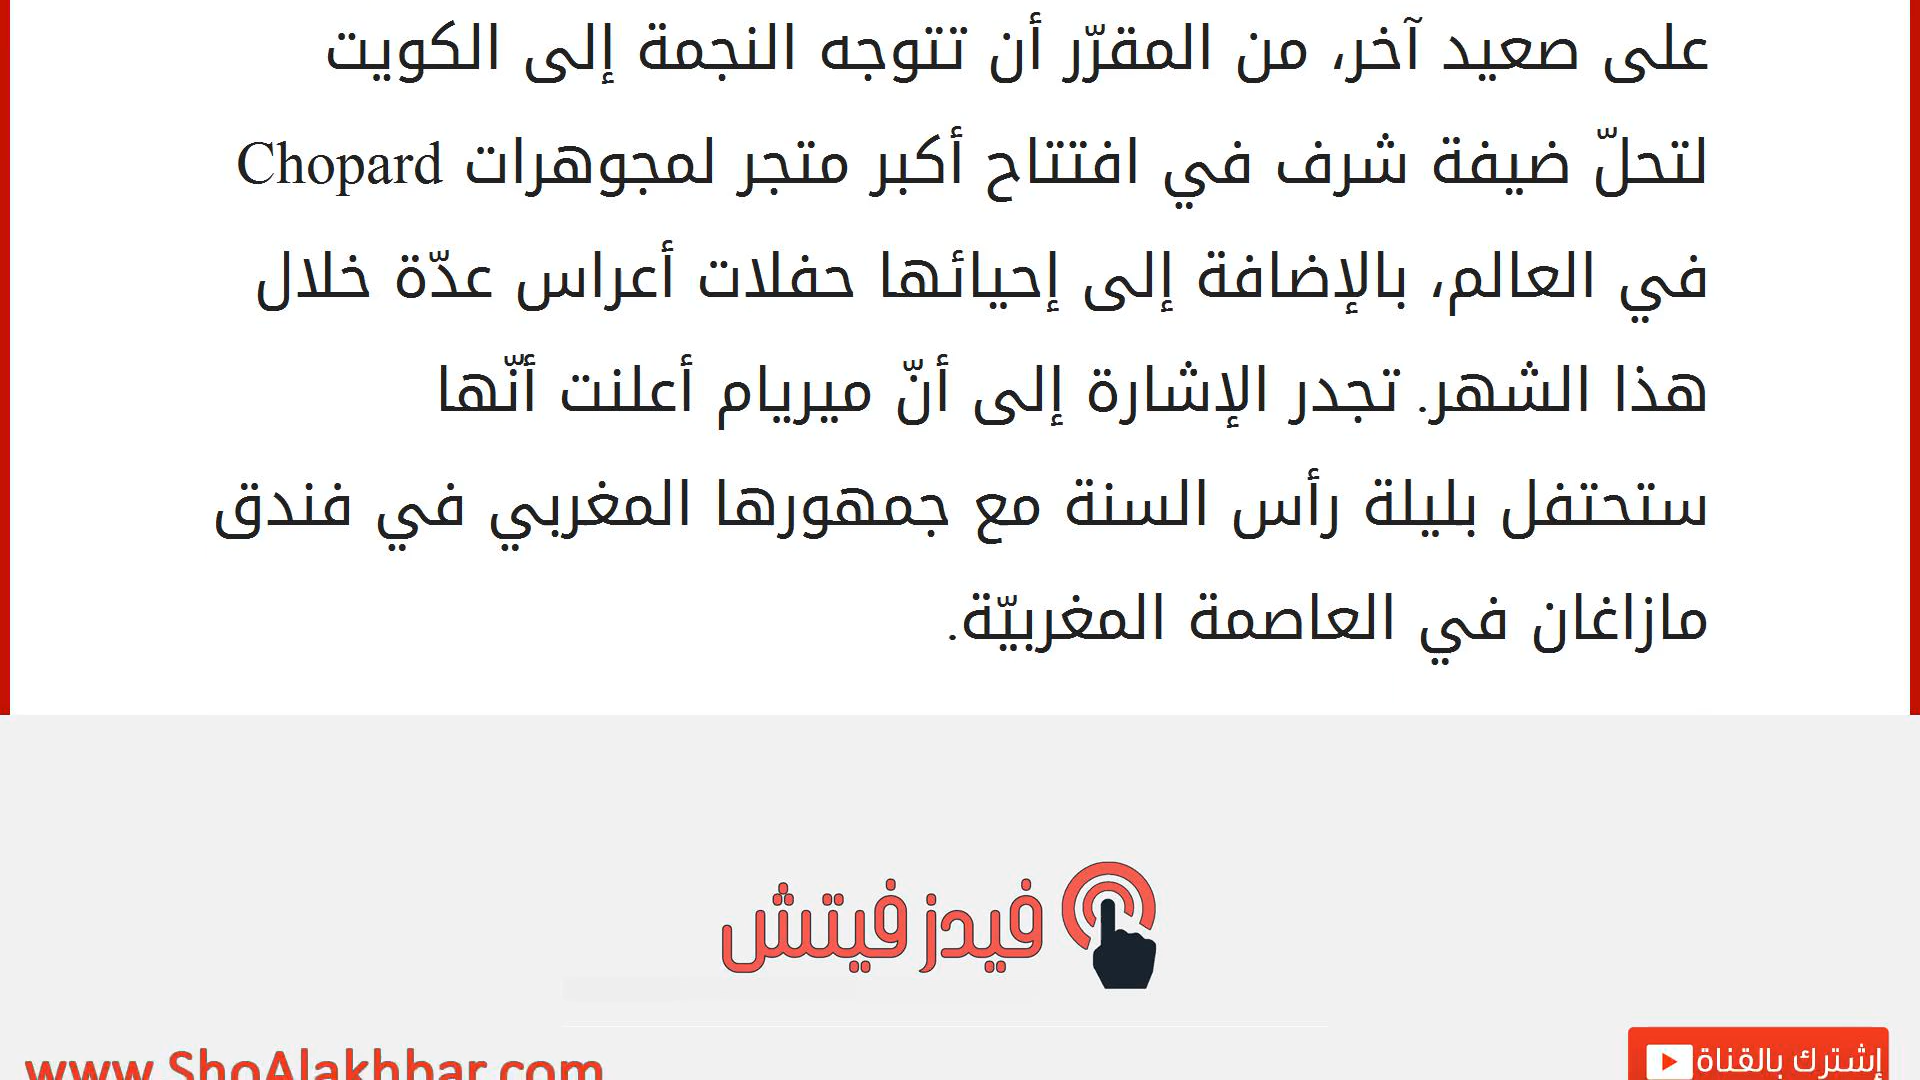 على صعيد آخر، من المقرّر أن تتوجه النجمة إلى الكويت
لتحلّ ضيفة شرف في افتتاح أكبر متجر لمجوهرات Chopard
في العالم، بالإضافة إلى إحيائها حفلات أعراس عدّة خلال
هذا الشهر. تجدر الإشارة إلى أنّ ميريام أعلنت أنّها
ستحتفل بليلة رأس السنة مع جمهورها المغربي في فندق
مازاغان في العاصمة المغربيّة.
فيدز فيتش
www.ShoAlakhbar.com
إشترك بالقناة